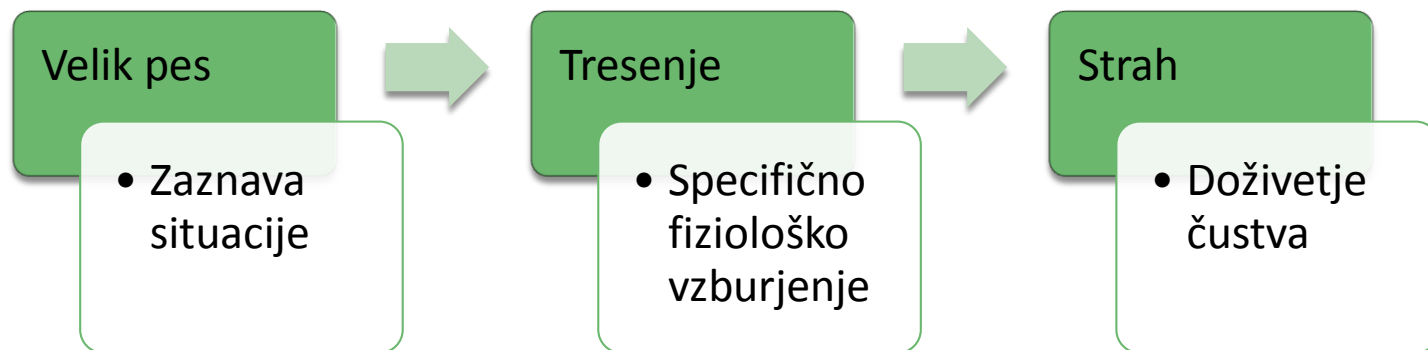 Velik pes
• Zaznava
situacije
Tresenje
• Specifično
fiziološko
vzburjenje
Strah
• Doživetje
čustva